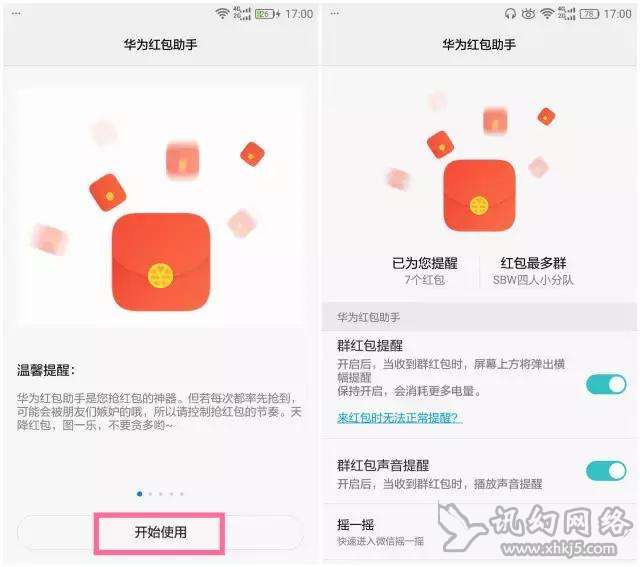 17:00
华为红包助手
温馨提醒：
华为红包助手是您抢红包的神器。但若每次都率先抢到，
可能会被朋友们嫉妒的哦，所以请控制抢红包的节奏。天
降红包，图一乐，不要贪多哟~
开始使用
78
17:00
华为红包助手
已为您提醒
7个红包
红包最多群
SBW四人小分队
华为红包助手
群红包提醒
开启后，当收到群红包时，屏幕上方将弹出横
幅提醒
保持开启，会消耗更多电量。
来红包时无法正常提醒？
群红包声音提醒
开启后，当收到群红包时，播放声音提醒
摇一摇
快速进入微信摇一摇
讯幻网络
www.xhkj5.com